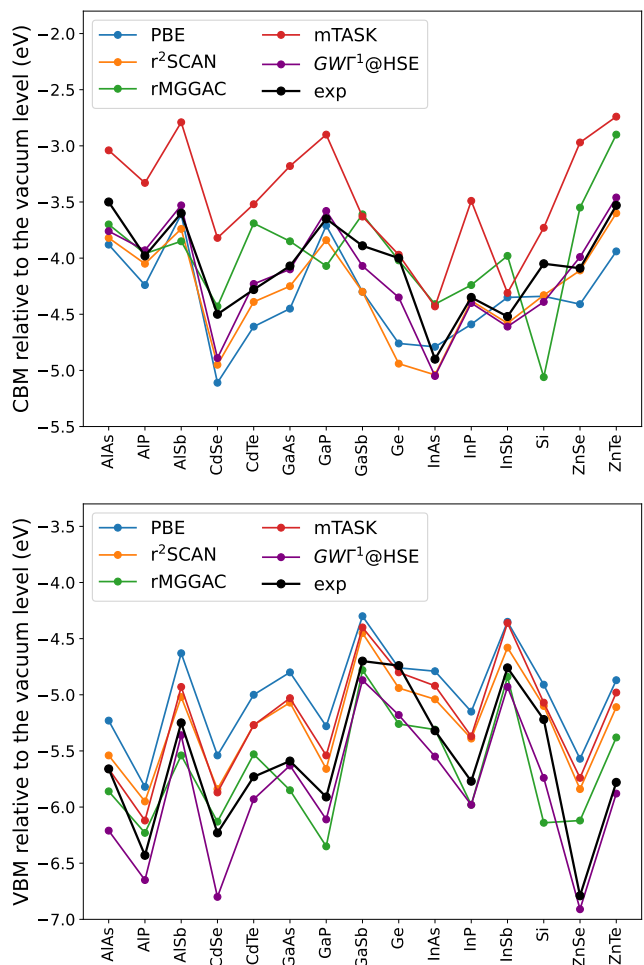 CBM relative to the vacuum level (eV)
−2.0
−2.5
−3.0
−3.5
−4.0
−4.5
−5.0
−5.5
PBE
r²SCAN
rMGGAC
mTASK
GWΓ¹@HSE
exp
AlAs
AlP
AlSb
CdSe
CdTe
GaAs
GaP
GaSb
Ge
InAs
InP
InSb
Si
ZnSe
ZnTe
VBM relative to the vacuum level (eV)
−3.5
−4.0
−4.5
−5.0
−5.5
−6.0
−6.5
−7.0
PBE
r²SCAN
rMGGAC
mTASK
GWΓ¹@HSE
exp
AlAs
AlP
AlSb
CdSe
CdTe
GaAs
GaP
GaSb
Ge
InAs
InP
InSb
Si
ZnSe
ZnTe